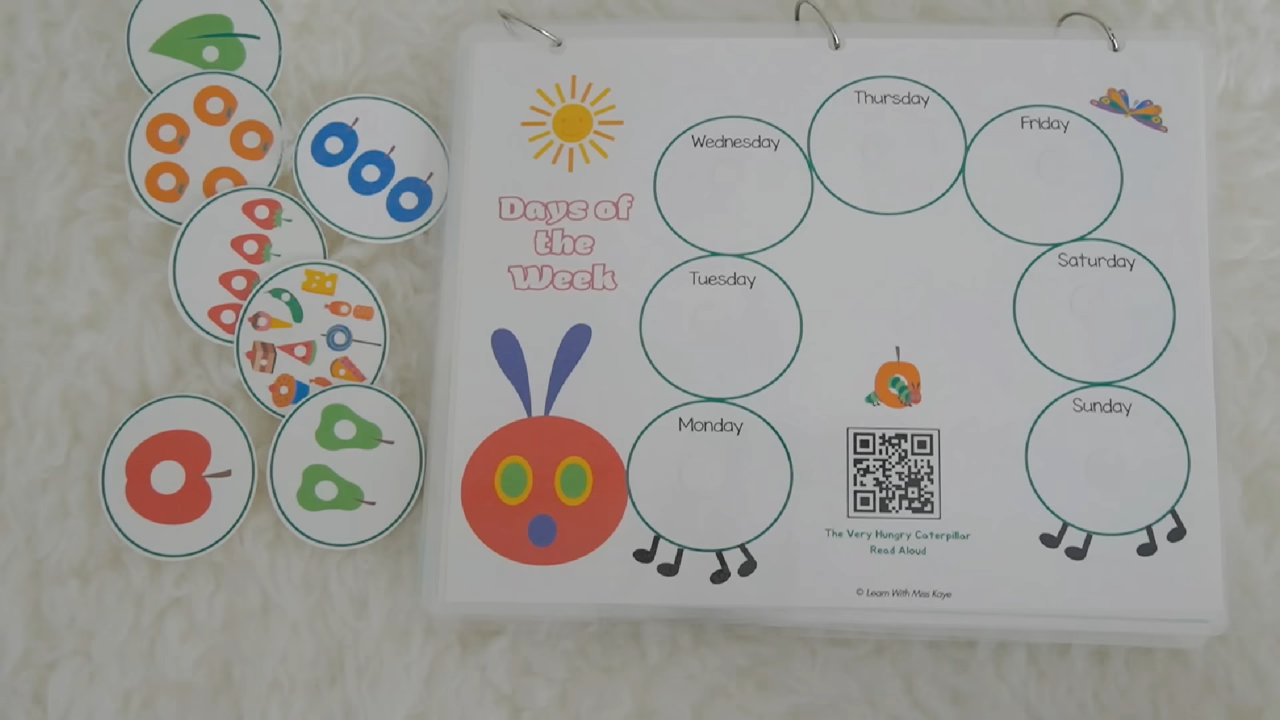 Days of
the
Week
Monday
Tuesday
Wednesday
Thursday
Friday
Saturday
Sunday
The Very Hungry Caterpillar
Read Aloud
© Learn With Miss Kaye